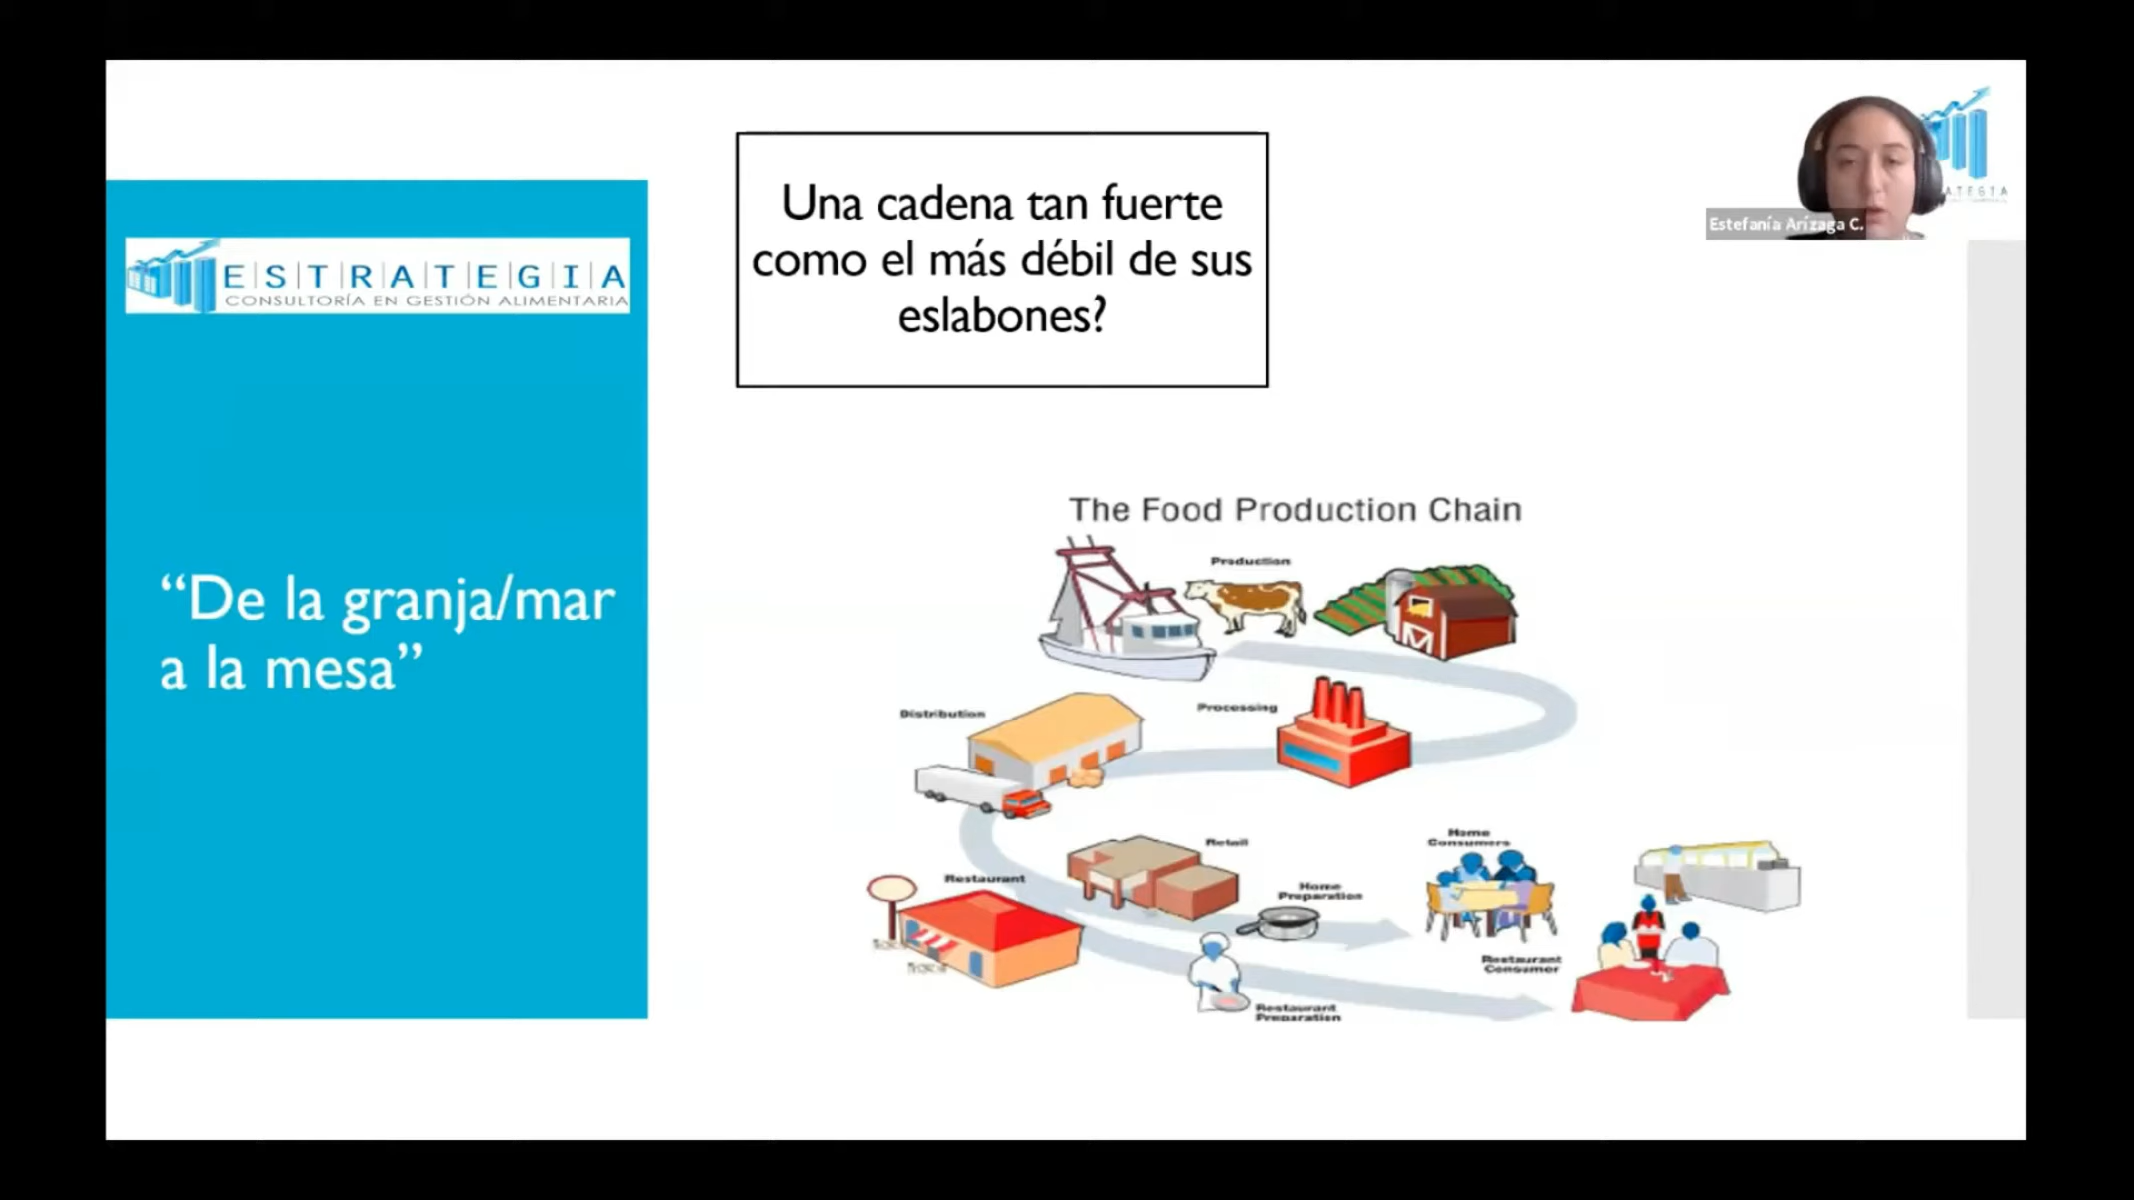 Una cadena tan fuerte
como el más débil de sus
eslabones?
Estefanía Arízaga C.
E|S|T|R|A|T|E|G|I|A
CONSULTORÍA EN GESTIÓN ALIMENTARIA
“De la granja/mar
a la mesa”
The Food Production Chain
Production
Distribution
Processing
Retail
Home
Consumers
Restaurant
Home
Preparation
Restaurant
Consumer
Restaurant
Preparation